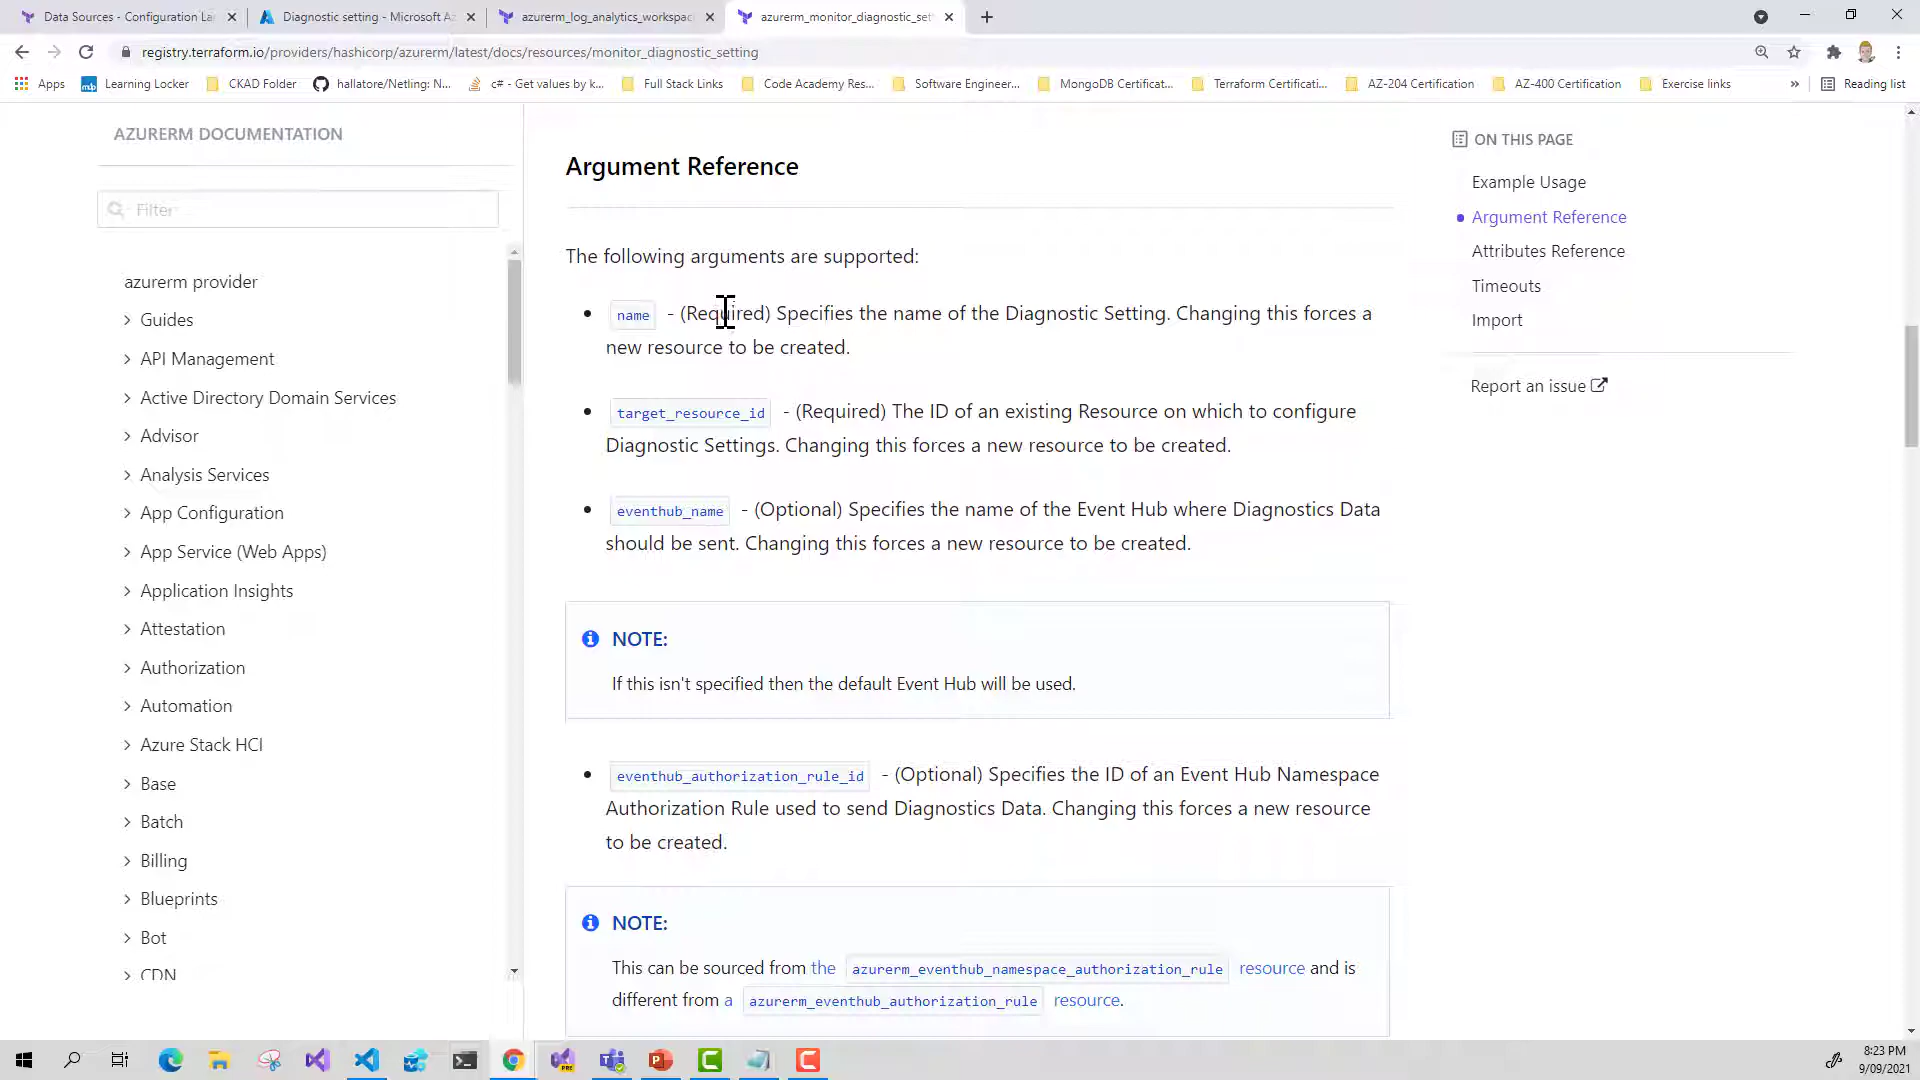 Data Sources - Configuration La
Diagnostic setting - Microsoft Az
azurerm_log_analytics_workspac
azurerm_monitor_diagnostic_set
registry.terraform.io/providers/hashicorp/azurerm/latest/docs/resources/monitor_diagnostic_setting
Apps
Learning Locker
CKAD Folder
hallatore/Netling: N...
c# - Get values by k...
Full Stack Links
Code Academy Res...
Software Engineer...
MongoDB Certificat...
Terraform Certificati...
AZ-204 Certification
AZ-400 Certification
Exercise links
»
Reading list
AZURERM DOCUMENTATION
Filter
azurerm provider
Guides
API Management
Active Directory Domain Services
Advisor
Analysis Services
App Configuration
App Service (Web Apps)
Application Insights
Attestation
Authorization
Automation
Azure Stack HCI
Base
Batch
Billing
Blueprints
Bot
CDN
Argument Reference
The following arguments are supported:
name - (Required) Specifies the name of the Diagnostic Setting. Changing this forces a
new resource to be created.
target_resource_id - (Required) The ID of an existing Resource on which to configure
Diagnostic Settings. Changing this forces a new resource to be created.
eventhub_name - (Optional) Specifies the name of the Event Hub where Diagnostics Data
should be sent. Changing this forces a new resource to be created.
NOTE:
If this isn't specified then the default Event Hub will be used.
eventhub_authorization_rule_id - (Optional) Specifies the ID of an Event Hub Namespace
Authorization Rule used to send Diagnostics Data. Changing this forces a new resource
to be created.
NOTE:
This can be sourced from the azurerm_eventhub_namespace_authorization_rule resource and is
different from a azurerm_eventhub_authorization_rule resource.
ON THIS PAGE
Example Usage
Argument Reference
Attributes Reference
Timeouts
Import
Report an issue
8:23 PM
9/09/2021